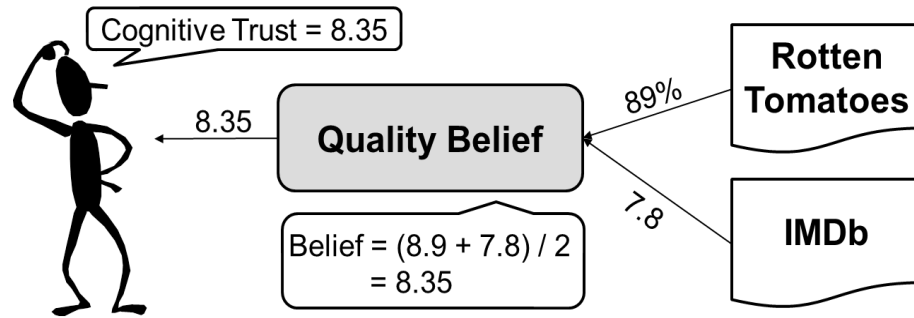 Cognitive Trust = 8.35
8.35
Quality Belief
Belief = (8.9 + 7.8) / 2
= 8.35
89%
7.8
Rotten
Tomatoes
IMDb